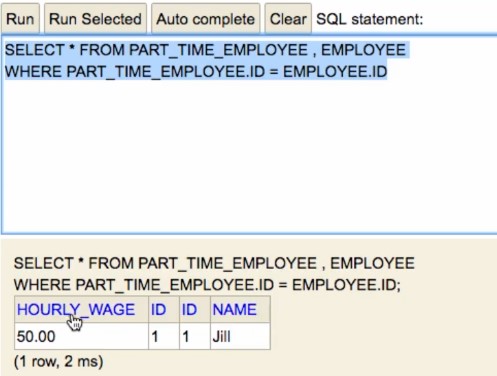 Run Run Selected Auto complete Clear SQL statement:
SELECT * FROM PART_TIME_EMPLOYEE , EMPLOYEE
WHERE PART_TIME_EMPLOYEE.ID = EMPLOYEE.ID
SELECT * FROM PART_TIME_EMPLOYEE , EMPLOYEE
WHERE PART_TIME_EMPLOYEE.ID = EMPLOYEE.ID;
HOURLY_WAGE ID ID NAME
50.00 1 1 Jill
(1 row, 2 ms)